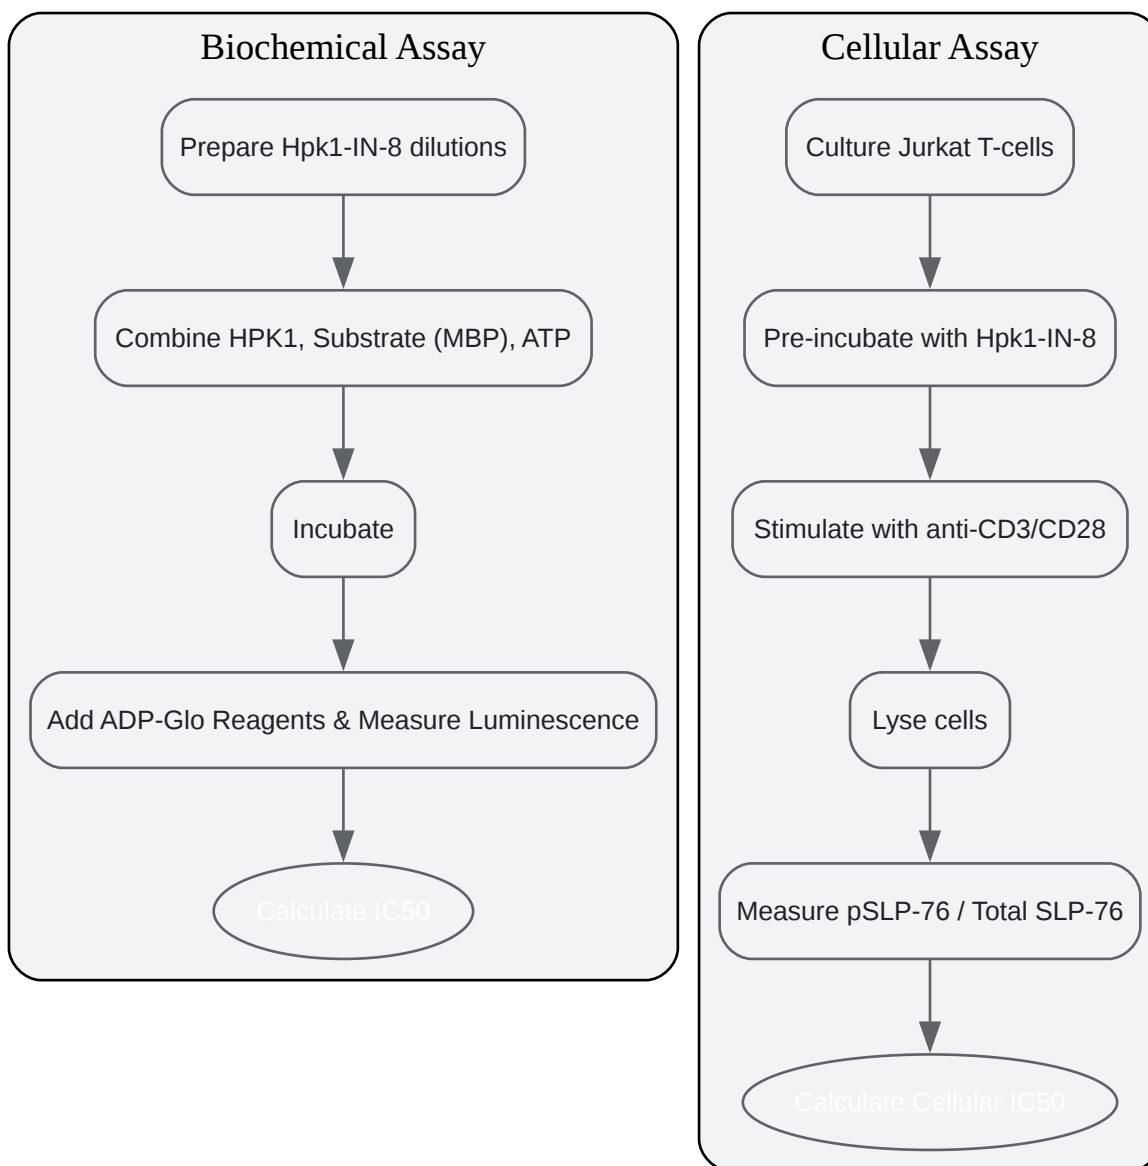 Biochemical Assay
Prepare Hpk1-IN-8 dilutions
Combine HPK1, Substrate (MBP), ATP
Incubate
Add ADP-Glo Reagents & Measure Luminescence
Calculate IC50
Cellular Assay
Culture Jurkat T-cells
Pre-incubate with Hpk1-IN-8
Stimulate with anti-CD3/CD28
Lyse cells
Measure pSLP-76 / Total SLP-76
Calculate Cellular IC50